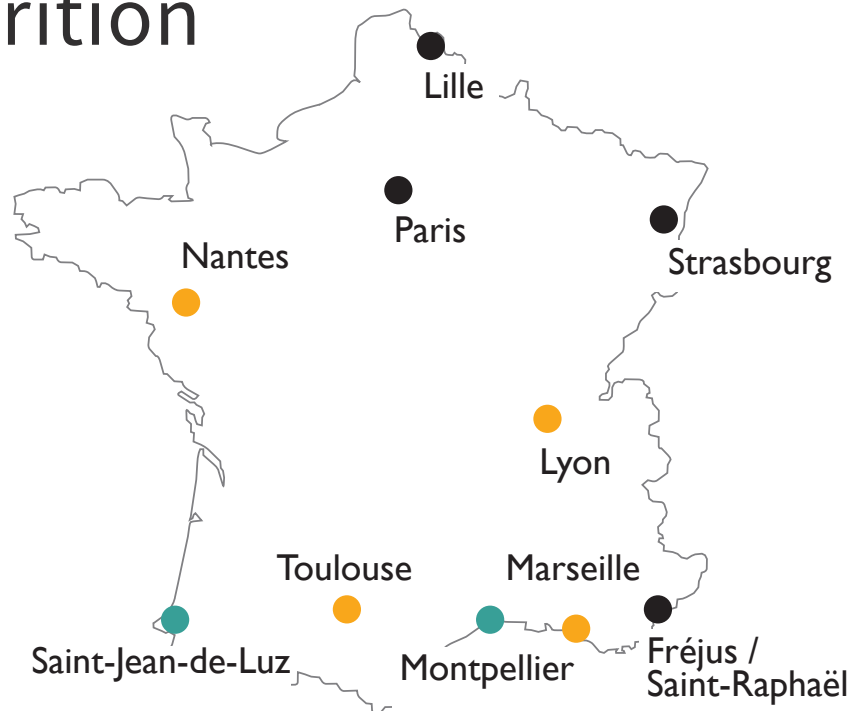 rition
Lille
Paris
Strasbourg
Nantes
Lyon
Toulouse
Marseille
Saint-Jean-de-Luz
Montpellier
Fréjus /
Saint-Raphaël